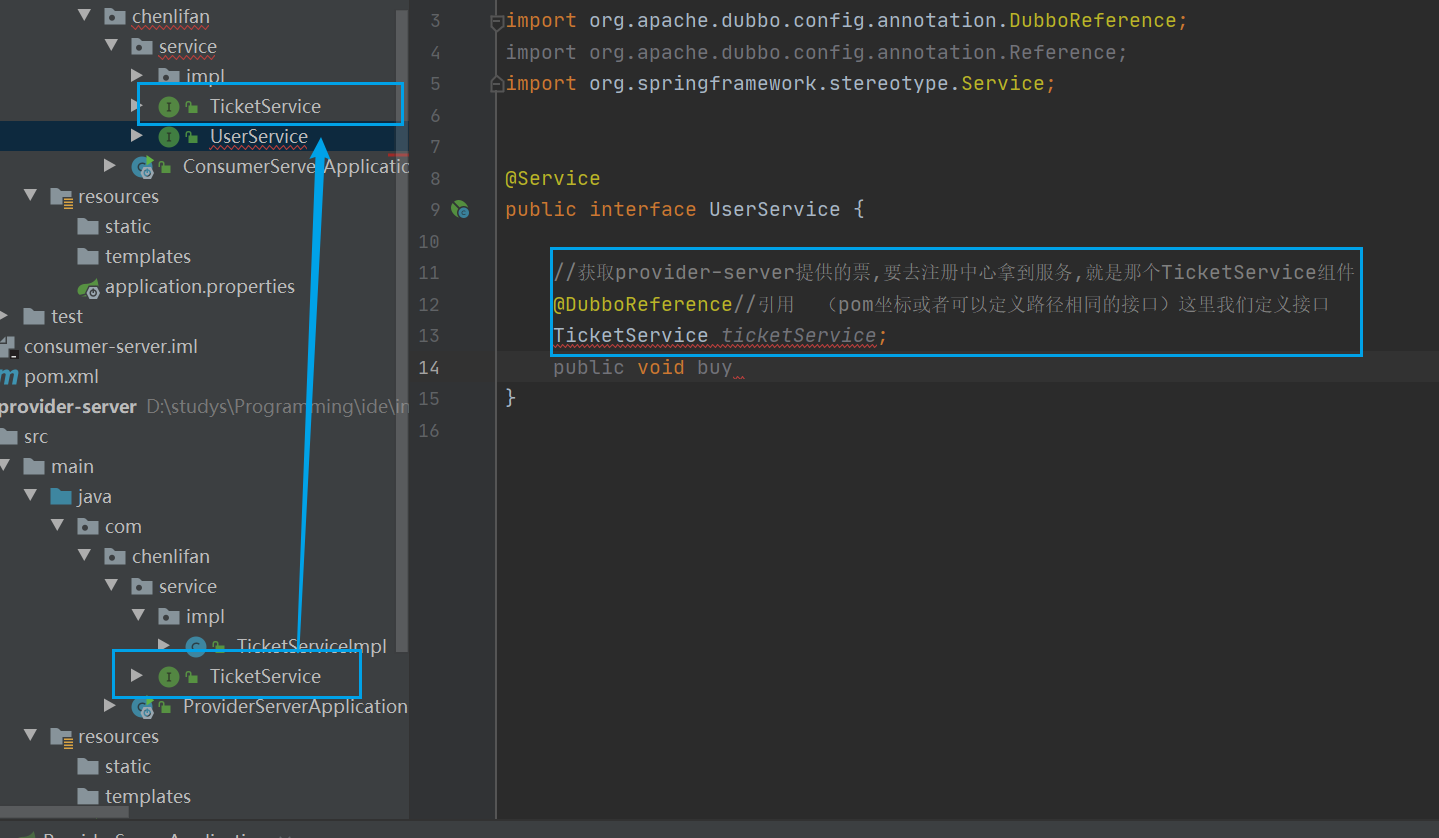 chenlifan
service
impl
TicketService
UserService
ConsumerServerApplicatio
resources
static
templates
application.properties
test
consumer-server.iml
pom.xml
provider-server D:\studys\Programming\ide\in
src
main
java
com
chenlifan
service
impl
TicketServiceImpl
TicketService
ProviderServerApplication
resources
static
templates
3 import org.apache.dubbo.config.annotation.DubboReference;
4 import org.apache.dubbo.config.annotation.Reference;
5 import org.springframework.stereotype.Service;
6
7
8 @Service
9 public interface UserService {
10
11 //获取provider-server提供的票,要去注册中心拿到服务,就是那个TicketService组件
12 @DubboReference//引用 （pom坐标或者可以定义路径相同的接口）这里我们定义接口
13 TicketService ticketService;
14 public void buy
15 }
16